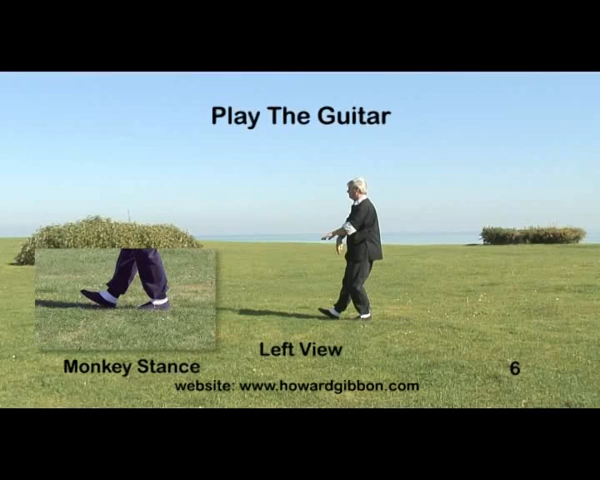 Play The Guitar
Left View
Monkey Stance
6
website: www.howardgibbon.com